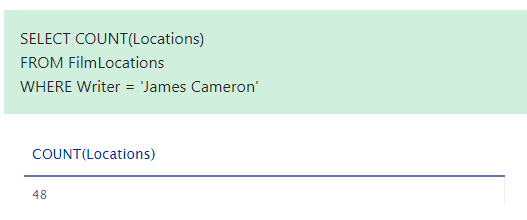 SELECT COUNT(Locations)
FROM FilmLocations
WHERE Writer = 'James Cameron'
COUNT(Locations)
48